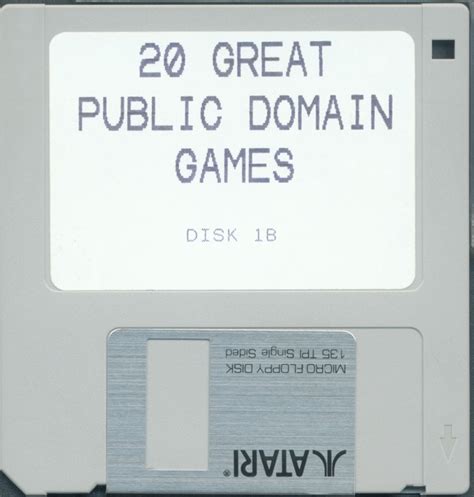 20 GREAT
PUBLIC DOMAIN
GAMES
DISK 1B
ATARI®
MICRO FLOPPY DISK
135 TPI Single Sided